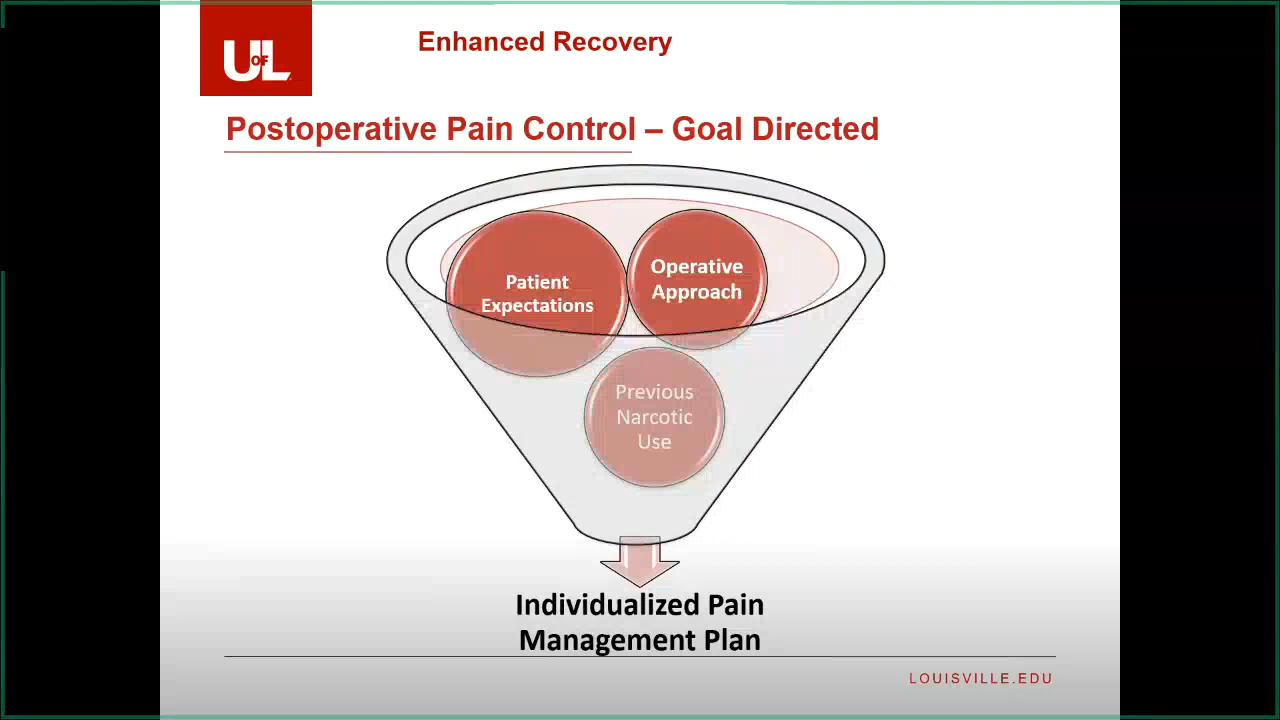 UOFL
Enhanced Recovery
Postoperative Pain Control – Goal Directed
Patient
Expectations
Operative
Approach
Previous
Narcotic
Use
Individualized Pain
Management Plan
LOUISVILLE.EDU